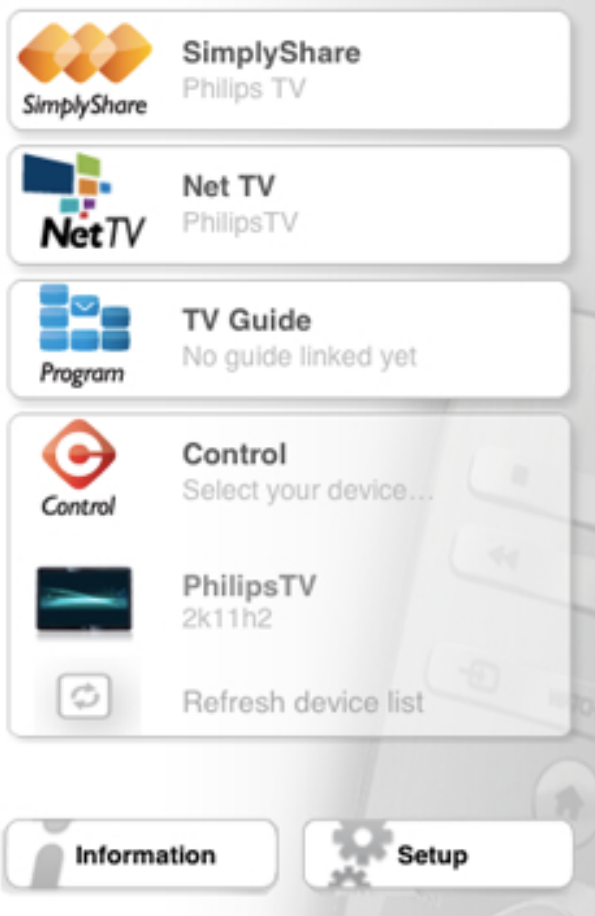 SimplyShare
SimplyShare
Philips TV
NetTV
Net TV
PhilipsTV
Program
TV Guide
No guide linked yet
Control
Control
Select your device...
PhilipsTV
2k11h2
Refresh device list
Information
Setup